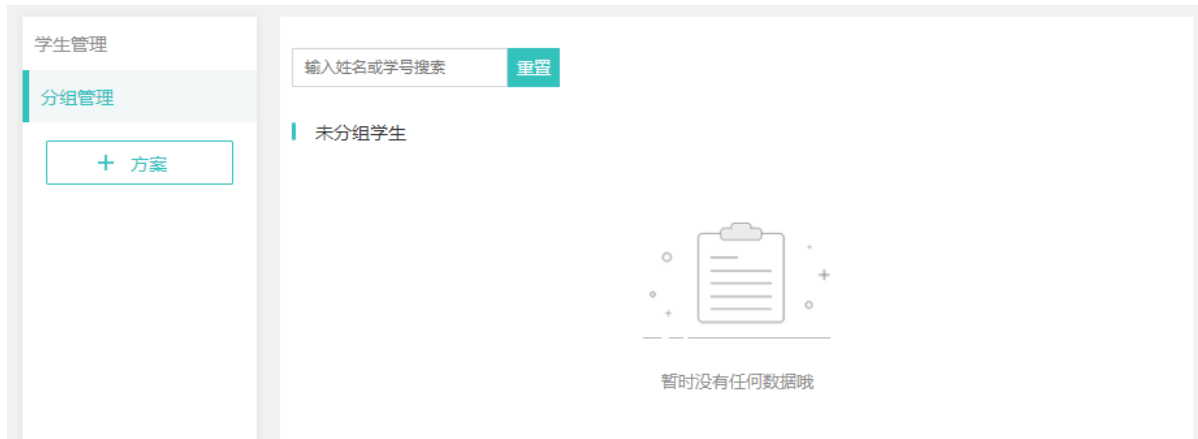 学生管理
分组管理
+ 方案
输入姓名或学号搜索 重置
未分组学生
暂时没有任何数据哦